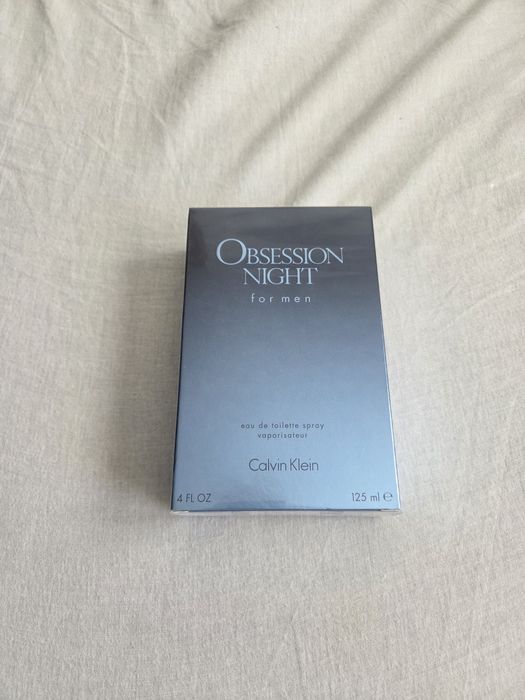 OBSESSION
NIGHT
for men
eau de toilette spray
vaporisateur
Calvin Klein
4 FL OZ 125 ml ℮